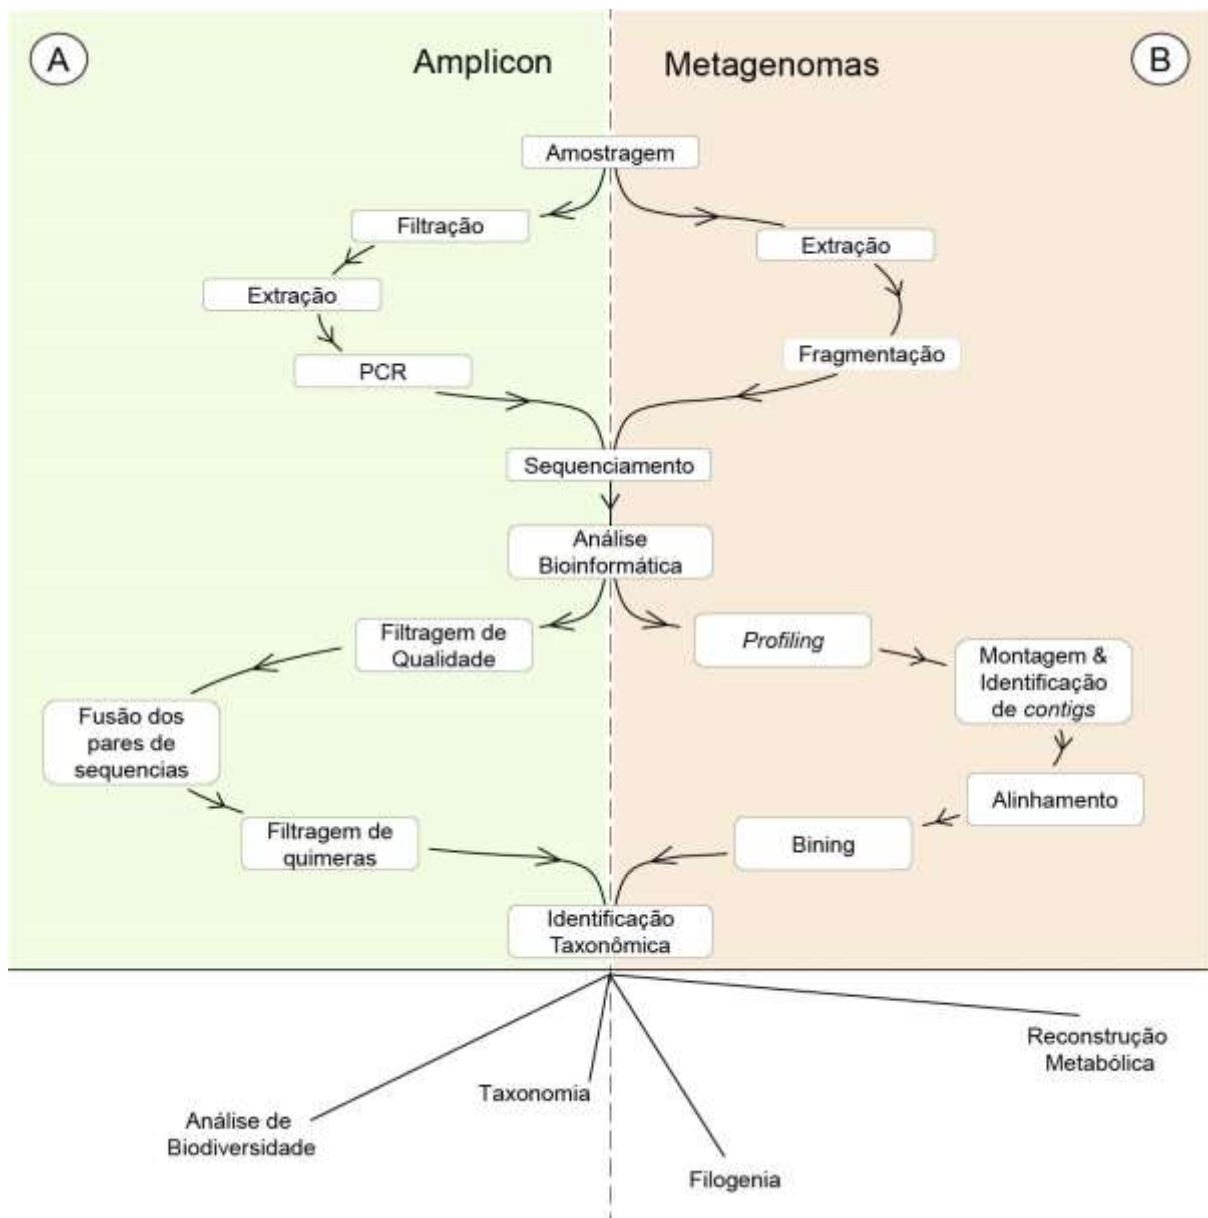 A
Amplicon
Metagenomas
B
Amostragem
Filtração
Extração
Extração
PCR
Fragmentação
Sequenciamento
Análise
Bioinformática
Filtragem de
Qualidade
Profiling
Montagem &
Identificação
de contigs
Fusão dos
pares de
sequencias
Alinhamento
Filtragem de
quimeras
Bining
Identificação
Taxonômica
Reconstrução
Metabólica
Taxonomia
Análise de
Biodiversidade
Filogenia